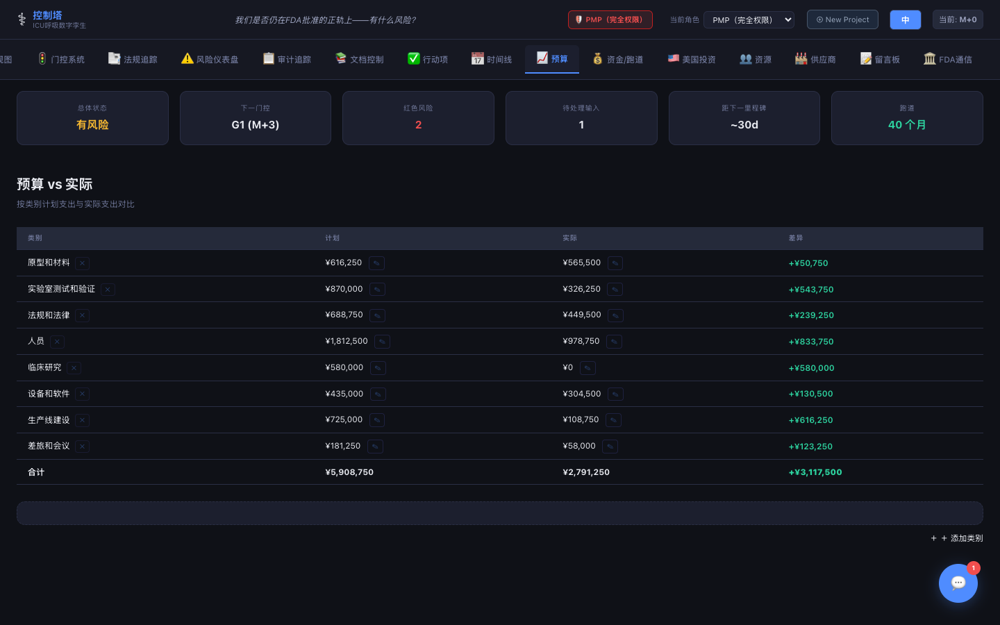 控制塔
ICU呼吸数字孪生
我们是否仍在FDA批准的正轨上——有什么风险?
PMP（完全权限）
当前角色
PMP（完全权限）
New Project
中
当前: M+0
视图
门控系统
法规追踪
风险仪表盘
审计追踪
文档控制
行动项
时间线
预算
资金/跑道
美国投资
资源
供应商
留言板
FDA通信
总体状态
有风险
下一门控
G1 (M+3)
红色风险
2
待处理输入
1
距下一里程碑
~30d
跑道
40 个月
预算 vs 实际
按类别计划支出与实际支出对比
类别 计划 实际 差异
原型和材料 ¥616,250 ¥565,500 +¥50,750
实验室测试和验证 ¥870,000 ¥326,250 +¥543,750
法规和法律 ¥688,750 ¥449,500 +¥239,250
人员 ¥1,812,500 ¥978,750 +¥833,750
临床研究 ¥580,000 ¥0 +¥580,000
设备和软件 ¥435,000 ¥304,500 +¥130,500
生产线建设 ¥725,000 ¥108,750 +¥616,250
差旅和会议 ¥181,250 ¥58,000 +¥123,250
合计 ¥5,908,750 ¥2,791,250 +¥3,117,500
+ + 添加类别
1